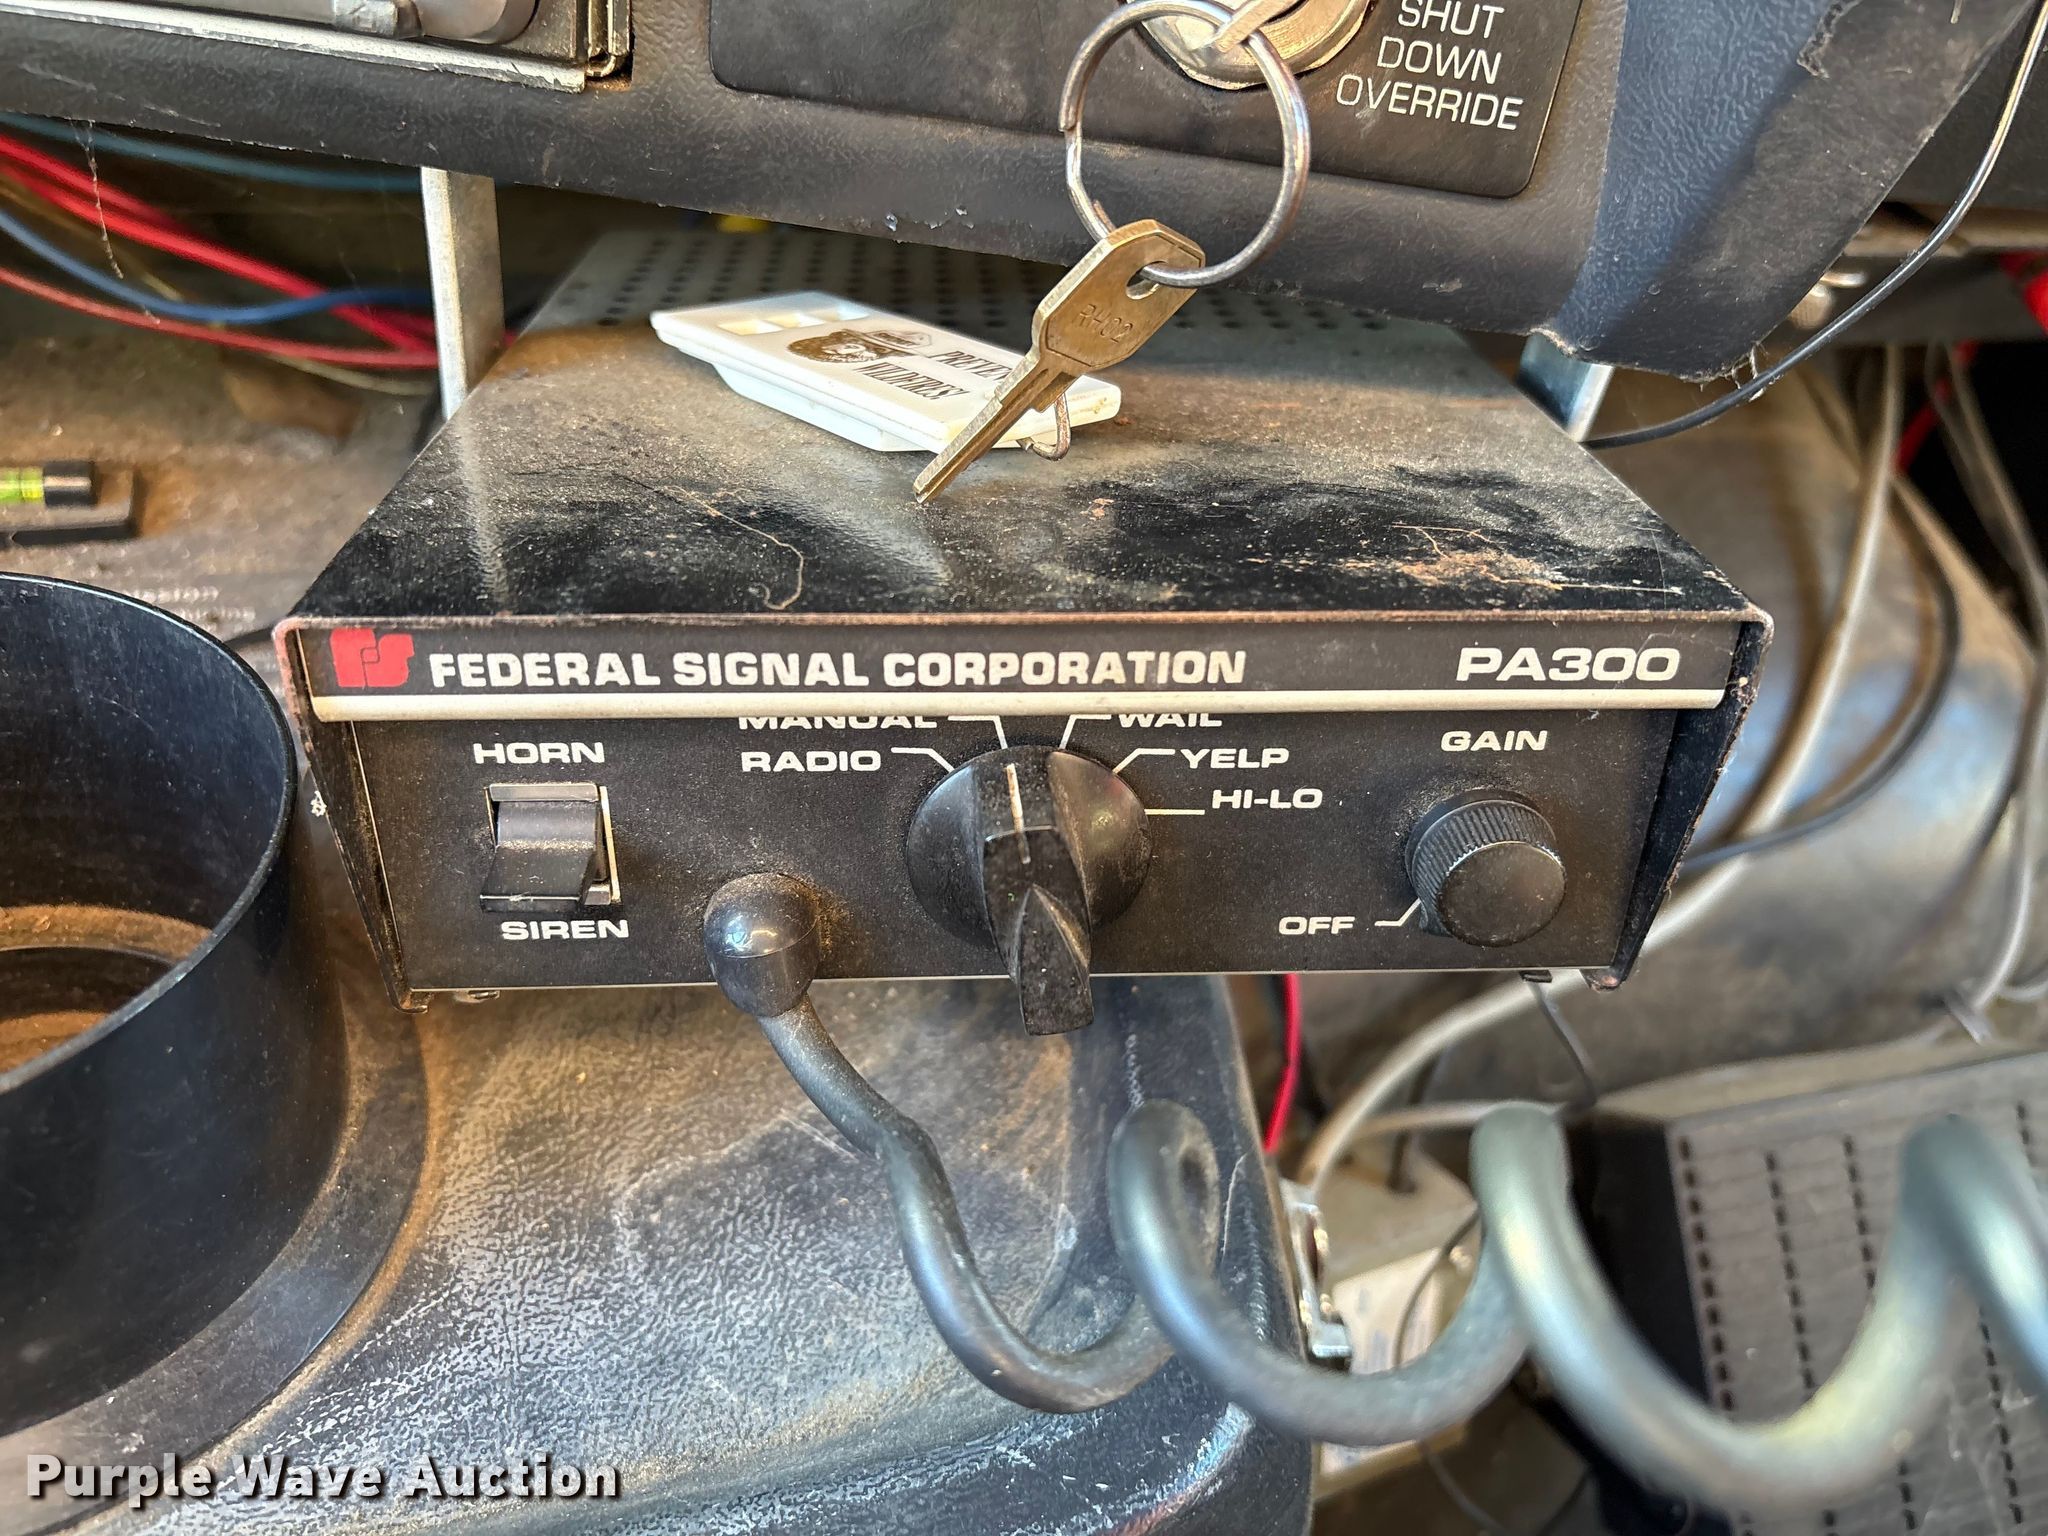 SHUT
DOWN
OVERRIDE
RH02
FEDERAL SIGNAL CORPORATION
PA300
MANUAL
WAIL
HORN
RADIO
YELP
GAIN
HI-LO
SIREN
OFF
Purple Wave Auction